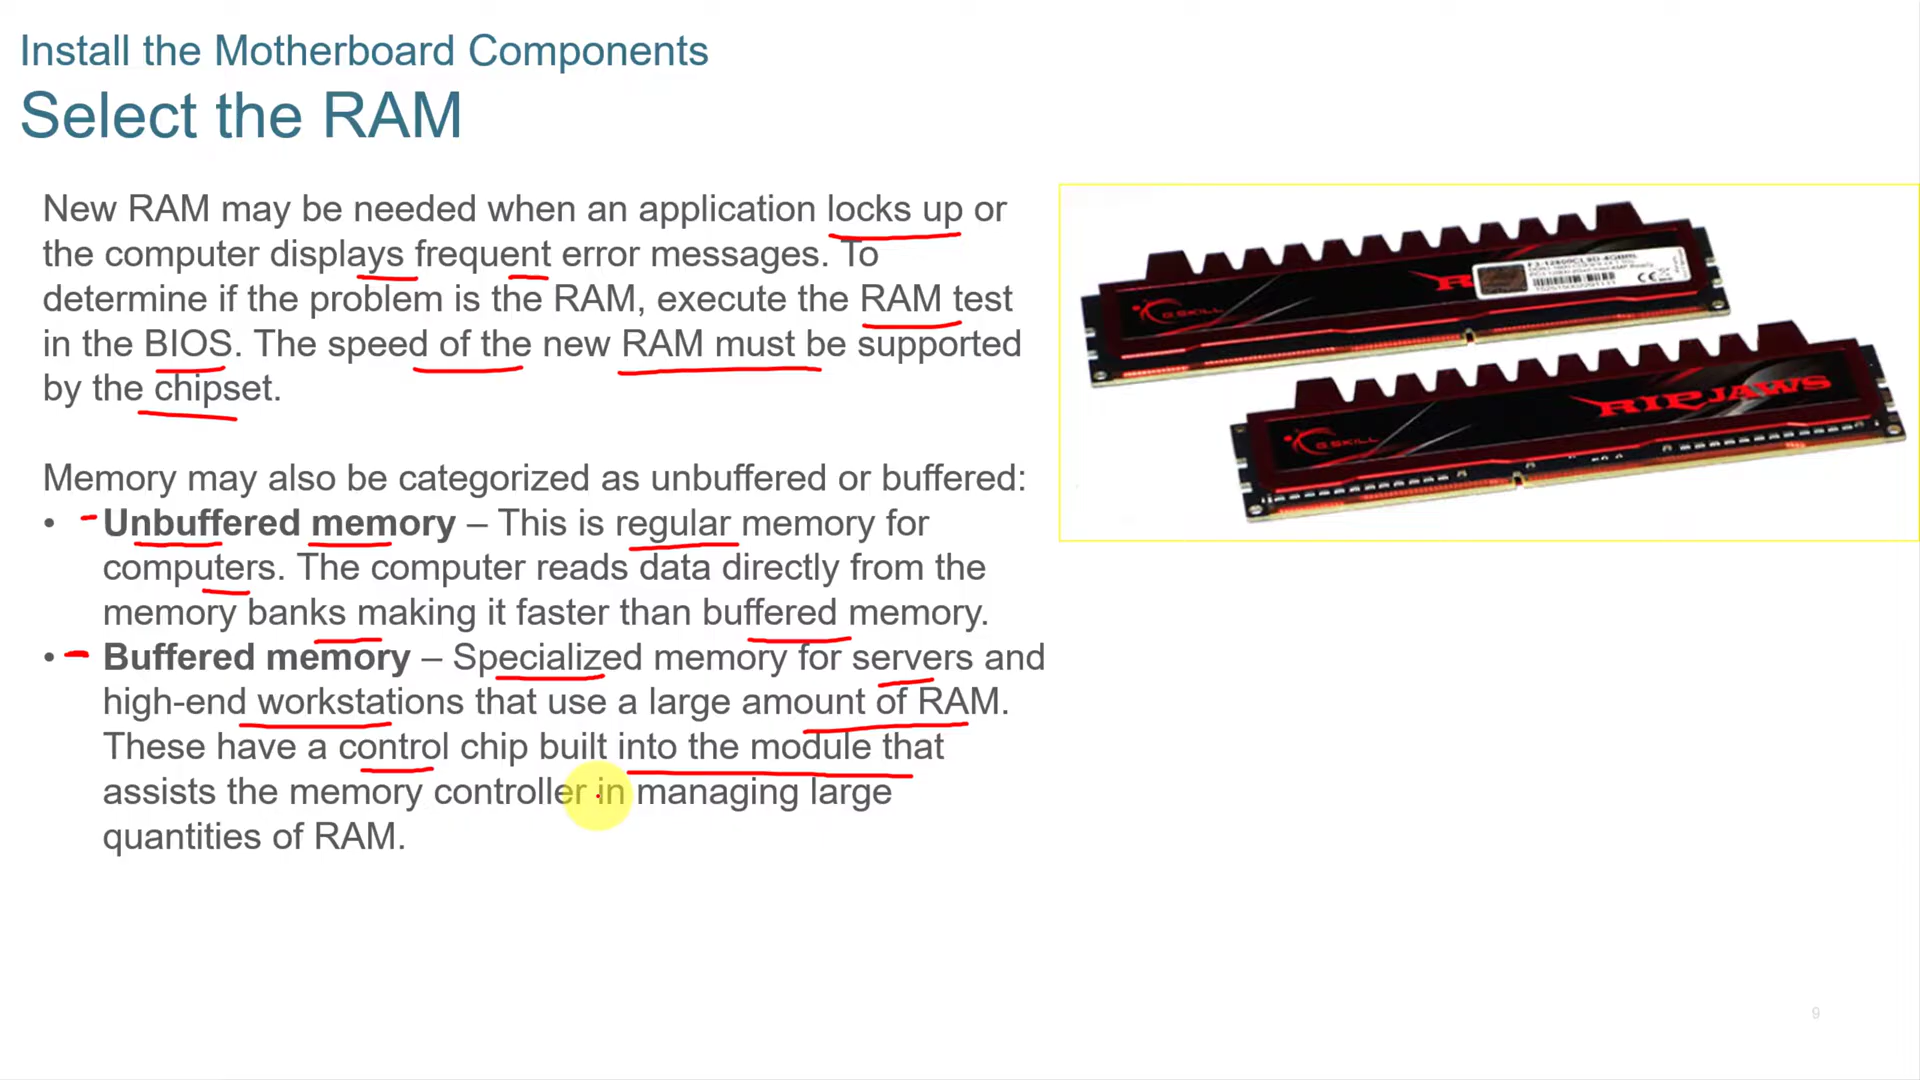 Install the Motherboard Components
Select the RAM
New RAM may be needed when an application locks up or
the computer displays frequent error messages. To
determine if the problem is the RAM, execute the RAM test
in the BIOS. The speed of the new RAM must be supported
by the chipset.
Memory may also be categorized as unbuffered or buffered:
• Unbuffered memory – This is regular memory for
computers. The computer reads data directly from the
memory banks making it faster than buffered memory.
• Buffered memory – Specialized memory for servers and
high-end workstations that use a large amount of RAM.
These have a control chip built into the module that
assists the memory controller in managing large
quantities of RAM.
G.SKILL
G.SKILL
RIPJAWS
9